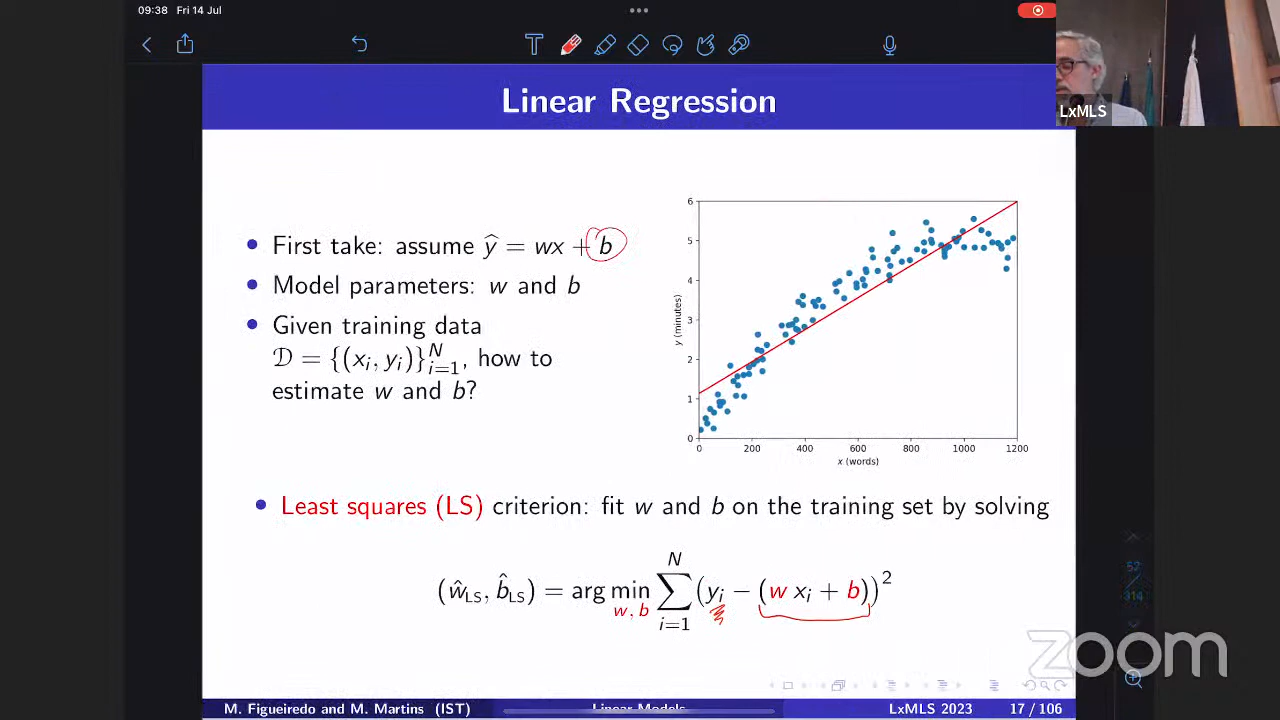 09:38 Fri 14 Jul
LxMLS
Linear Regression
First take: assume ŷ = wx + b
Model parameters: w and b
Given training data
𝒟 = {(xᵢ, yᵢ)}ᵢ₌₁ᴺ, how to
estimate w and b?
y (minutes)
6
5
4
3
2
1
0
0 200 400 600 800 1000 1200
x (words)
Least squares (LS) criterion: fit w and b on the training set by solving
(ŵ_LS, b̂_LS) = arg min_{w, b} ∑_{i=1}^{N} (yᵢ − (w xᵢ + b))²
52
314
zoom
M. Figueiredo and M. Martins (IST) Linear Models LxMLS 2023 17 / 106